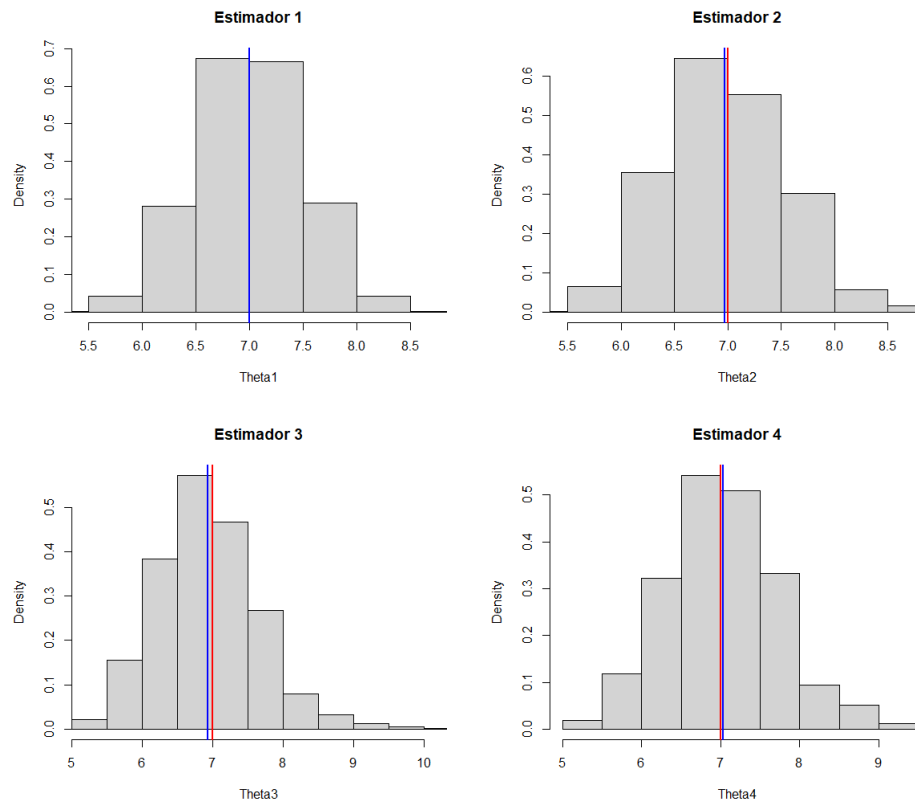 Estimador 1
Density
0.0 0.1 0.2 0.3 0.4 0.5 0.6 0.7
5.5 6.0 6.5 7.0 7.5 8.0 8.5
Theta1
Estimador 2
Density
0.0 0.1 0.2 0.3 0.4 0.5 0.6
5.5 6.0 6.5 7.0 7.5 8.0 8.5
Theta2
Estimador 3
Density
0.0 0.1 0.2 0.3 0.4 0.5
5 6 7 8 9 10
Theta3
Estimador 4
Density
0.0 0.1 0.2 0.3 0.4 0.5
5 6 7 8 9
Theta4